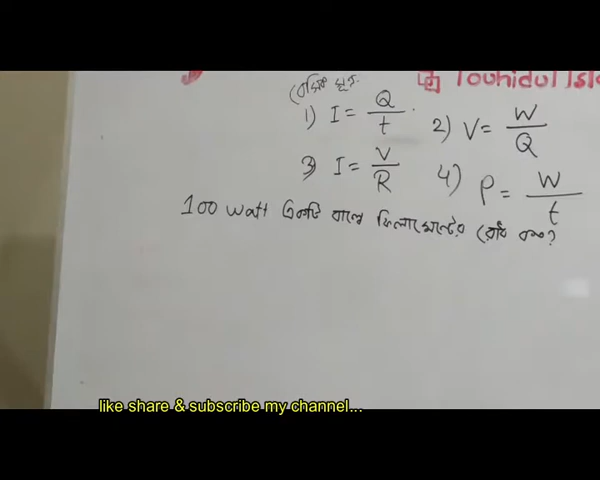 Touhidul Isl
বেসিক সূত্র:
1) I = Q/t 2) V = W/Q
3) I = V/R 4) P = W/t
100 watt একটি বাল্বে ফিলামেন্টের রোধ কত?
like share & subscribe my channel...